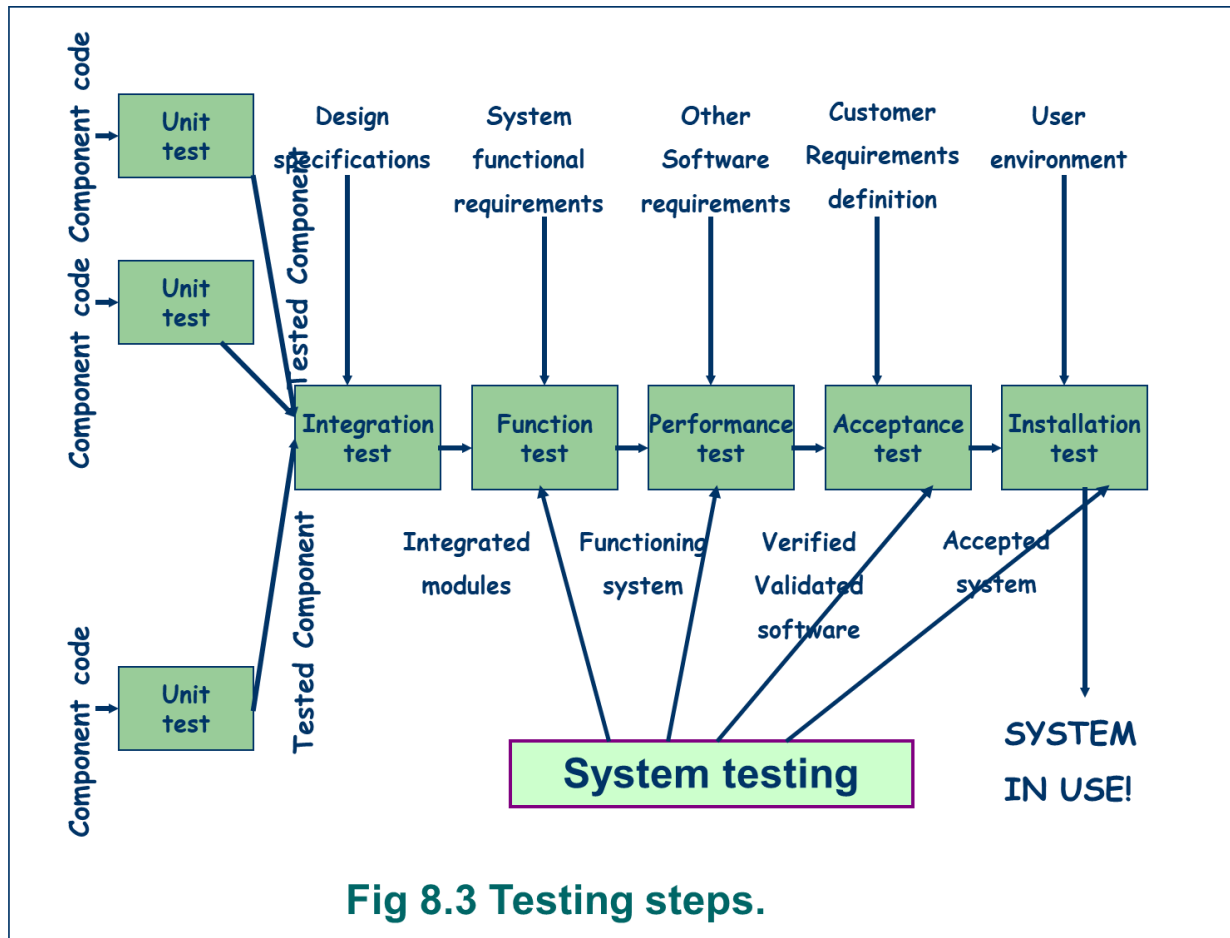 Component code
Unit
test
Component code
Unit
test
Component code
Unit
test
Tested Component
Tested Component
Design
specifications
System
functional
requirements
Other
Software
requirements
Customer
Requirements
definition
User
environment
Integration
test
Function
test
Performance
test
Acceptance
test
Installation
test
Integrated
modules
Functioning
system
Verified
Validated
software
Accepted
system
System testing
SYSTEM
IN USE!
Fig 8.3 Testing steps.